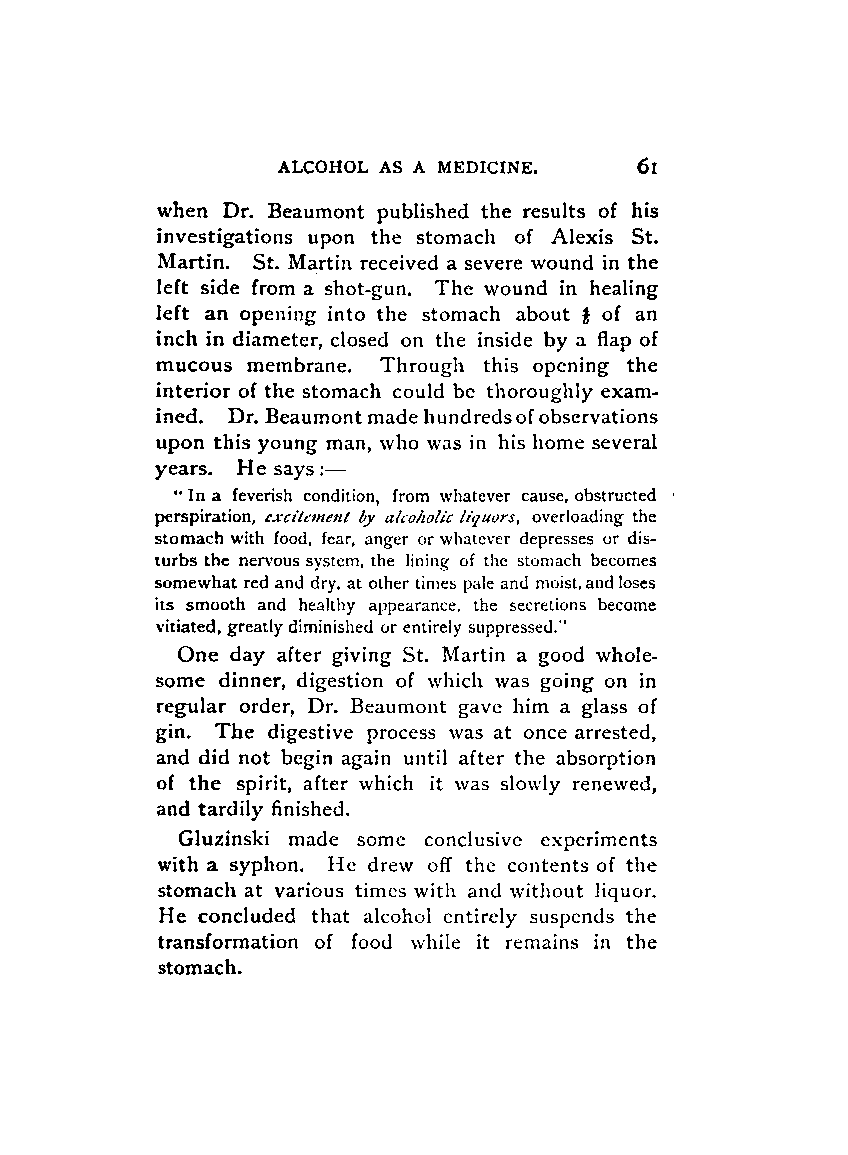 ALCOHOL AS A MEDICINE. 61
when Dr. Beaumont published the results of his
investigations upon the stomach of Alexis St.
Martin. St. Martin received a severe wound in the
left side from a shot-gun. The wound in healing
left an opening into the stomach about of an
inch in diameter, closed on the inside by a flap of
mucous membrane. Through this opening the
interior of the stomach could be thoroughly exam-
ined. Dr. Beaumont made hundreds of observations
upon this young man, who was in his home several
years. He says:—
"In a feverish condition, from whatever cause, obstructed
perspiration, excitement by alcoholic liquors, overloading the
stomach with food, fear, anger or whatever depresses or dis-
turbs the nervous system, the lining of the stomach becomes
somewhat red and dry, at other times pale and moist, and loses
its smooth and healthy appearance, the secretions become
vitiated, greatly diminished or entirely suppressed."
One day after giving St. Martin a good whole-
some dinner, digestion of which was going on in
regular order, Dr. Beaumont gave him a glass of
gin. The digestive process was at once arrested,
and did not begin again until after the absorption
of the spirit, after which it was slowly renewed,
and tardily finished.
Gluzinski made some conclusive experiments
with a syphon. He drew off the contents of the
stomach at various times with and without liquor.
He concluded that alcohol entirely suspends the
transformation of food while it remains in the
stomach.